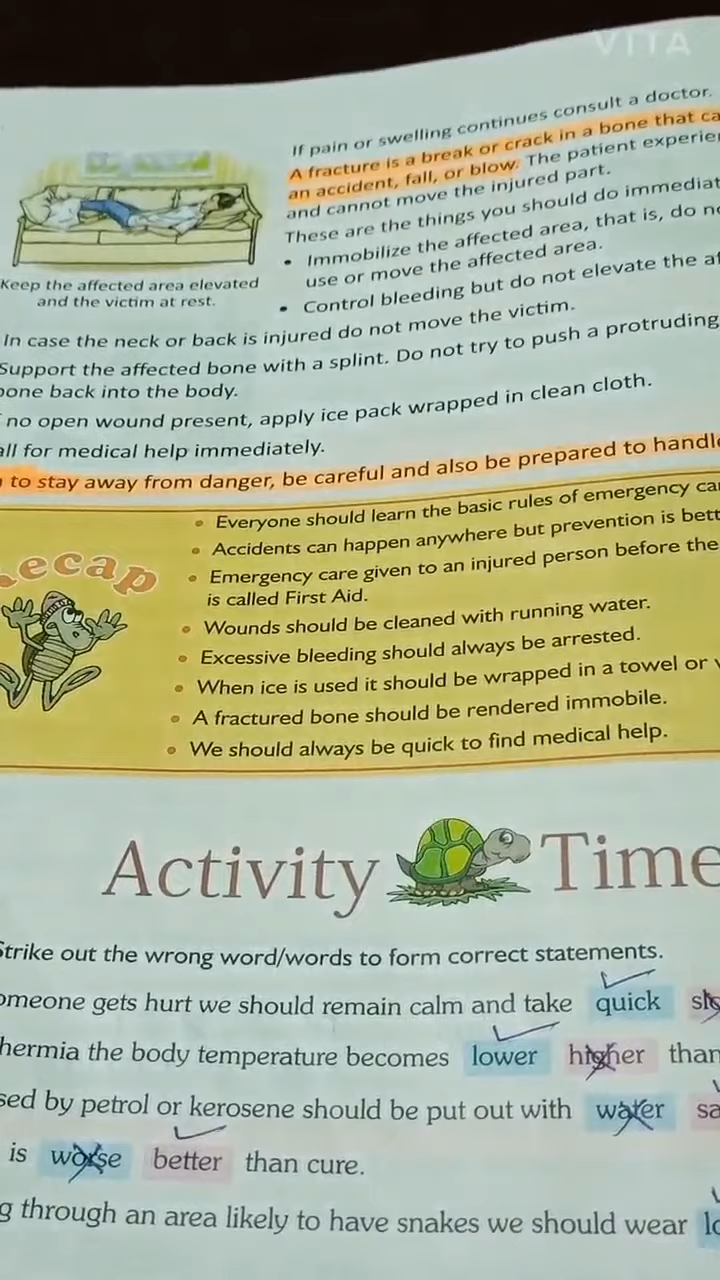 VITA
If pain or swelling continues consult a doctor.
A fracture is a break or crack in a bone that ca
an accident, fall, or blow. The patient experie
and cannot move the injured part.
These are the things you should do immediat
• Immobilize the affected area, that is, do n
use or move the affected area.
• Control bleeding but do not elevate the af
Keep the affected area elevated
and the victim at rest.
In case the neck or back is injured do not move the victim.
Support the affected bone with a splint. Do not try to push a protruding
bone back into the body.
no open wound present, apply ice pack wrapped in clean cloth.
all for medical help immediately.
to stay away from danger, be careful and also be prepared to handle
ecap
• Everyone should learn the basic rules of emergency ca
• Accidents can happen anywhere but prevention is bett
• Emergency care given to an injured person before the
is called First Aid.
• Wounds should be cleaned with running water.
• Excessive bleeding should always be arrested.
• When ice is used it should be wrapped in a towel or
• A fractured bone should be rendered immobile.
• We should always be quick to find medical help.
Activity Time
Strike out the wrong word/words to form correct statements.
omeone gets hurt we should remain calm and take quick slo
hermia the body temperature becomes lower higher than
sed by petrol or kerosene should be put out with water sa
is worse better than cure.
g through an area likely to have snakes we should wear lo